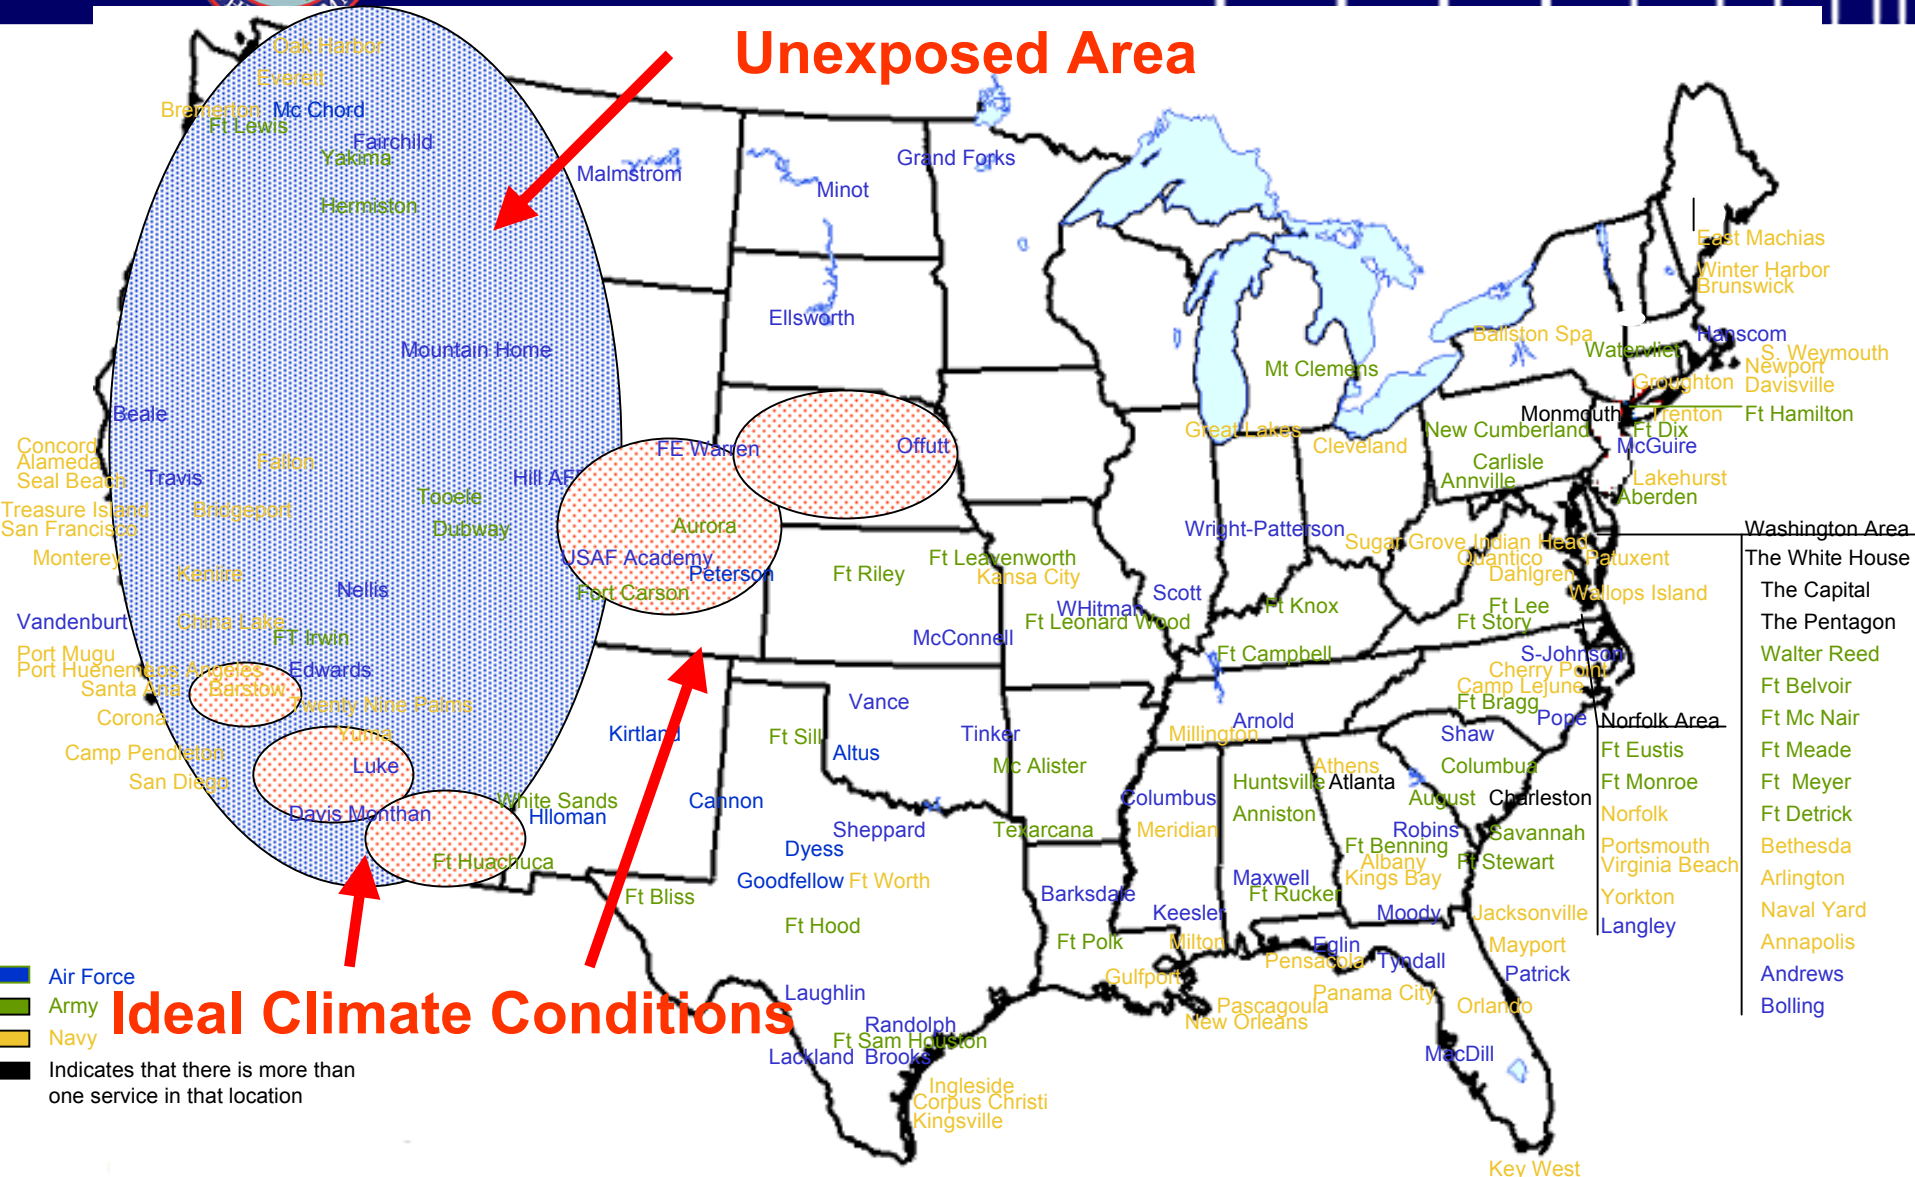 Unexposed Area
Oak Harbor
Everett
Bremerton
Mc Chord
Ft Lewis
Fairchild
Yakima
Hermiston
Malmstrom
Minot
Grand Forks
Ellsworth
Mountain Home
Beale
Concord
Alameda
Seal Beach
Travis
Fallon
Treasure Island
San Francisco
Bridgeport
Monterey
Tooele
Dubway
Hill AF
FE Warren
Offutt
Aurora
USAF Academy
Peterson
Fort Carson
Nellis
Vandenburt
China Lake
FT Irwin
Port Mugu
Port Hueneme
Los Angeles
Edwards
Santa Ana
Barstow
Twenty Nine Palms
Corona
Yuma
Camp Pendleton
Luke
San Diego
Davis Monthan
Ft Huachuca
White Sands
Hlloman
Kirtland
Cannon
Ft Bliss
Ft Riley
Ft Leavenworth
Kansa City
WHitman
Scott
Ft Leonard Wood
McConnell
Vance
Ft Sill
Altus
Tinker
Mc Alister
Sheppard
Texarcana
Dyess
Goodfellow
Ft Worth
Ft Hood
Laughlin
Randolph
Ft Sam Houston
Lackland
Brooks
Ingleside
Corpus Christi
Kingsville
Mt Clemens
Great Lakes
Cleveland
Wright-Patterson
Ft Knox
Ft Campbell
Arnold
Millington
Columbus
Meridian
Huntsville
Anniston
Athens
Atlanta
Maxwell
Ft Rucker
Barksdale
Keesler
Ft Polk
Milton
Gulfport
Pascagoula
New Orleans
Eglin
Pensacola
Tyndall
Panama City
Moody
Robins
Ft Benning
Albany
Kings Bay
August
Columbua
Charleston
Savannah
Ft Stewart
Jacksonville
Mayport
Patrick
Orlando
MacDill
Key West
East Machias
Winter Harbor
Brunswick
Ballston Spa
Watervliet
Hanscom
S. Weymouth
Newport
Groughton
Davisville
Monmouth
Trenton
Ft Hamilton
New Cumberland
Ft Dix
McGuire
Carlisle
Annville
Lakehurst
Aberden
Sugar Grove
Indian Head
Quantico
Patuxent
Dahlgren
Wallops Island
Ft Lee
Ft Story
S-Johnson
Cherry Point
Camp Lejune
Ft Bragg
Pope
Shaw
Norfolk Area
Ft Eustis
Ft Monroe
Norfolk
Portsmouth
Virginia Beach
Yorkton
Langley
Washington Area
The White House
The Capital
The Pentagon
Walter Reed
Ft Belvoir
Ft Mc Nair
Ft Meade
Ft Meyer
Ft Detrick
Bethesda
Arlington
Naval Yard
Annapolis
Andrews
Bolling
Air Force
Army
Navy
Indicates that there is more than
one service in that location
Ideal Climate Conditions